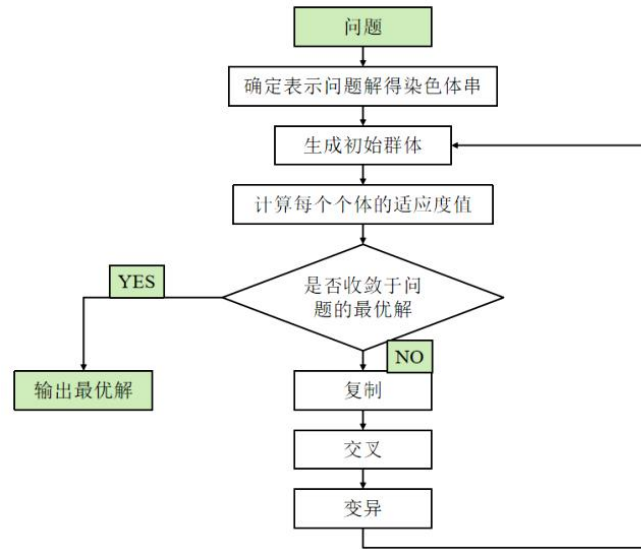 问题
确定表示问题解得染色体串
生成初始群体
计算每个个体的适应度值
YES
是否收敛于问
题的最优解
NO
输出最优解
复制
交叉
变异